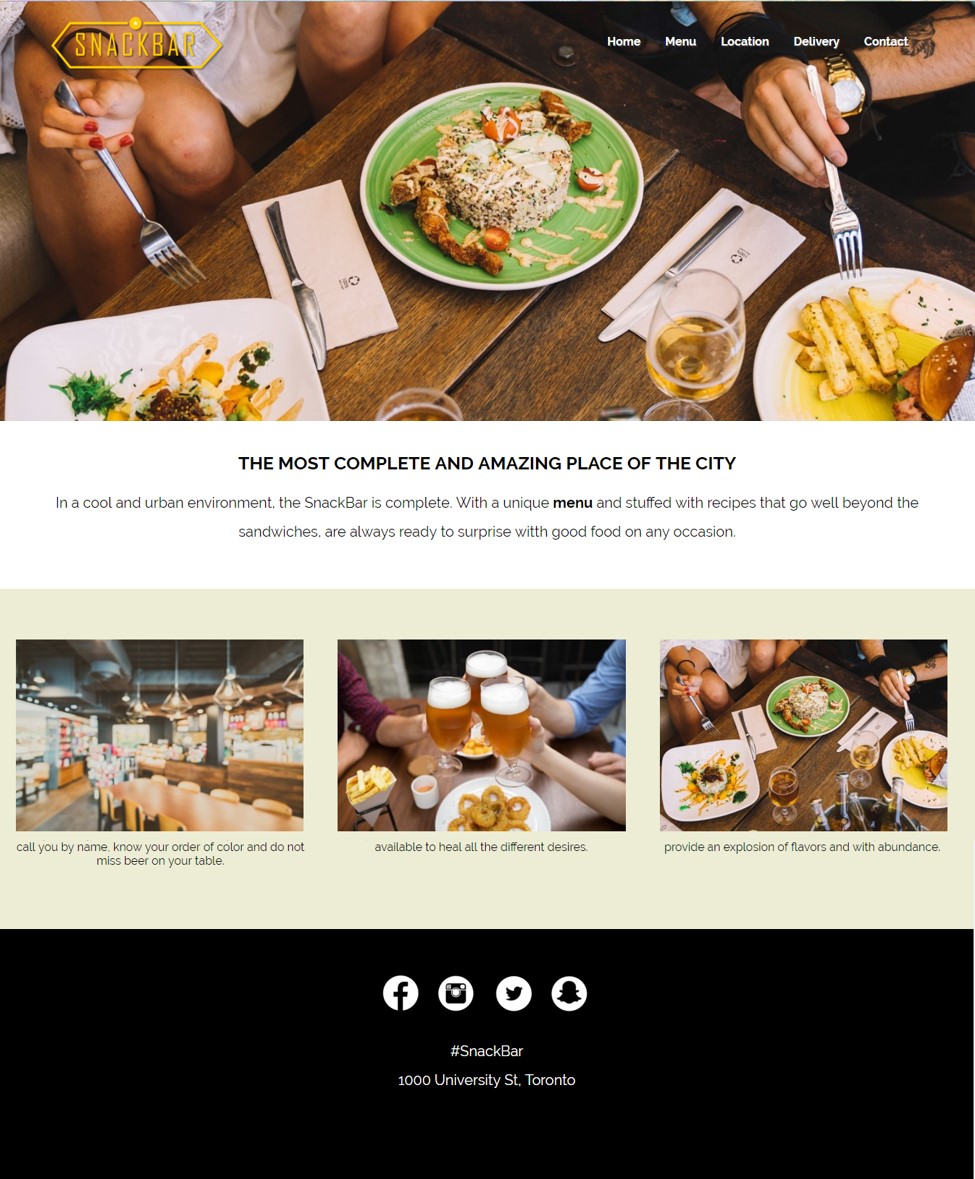 SNACKBAR
Home Menu Location Delivery Contact
THE MOST COMPLETE AND AMAZING PLACE OF THE CITY
In a cool and urban environment, the SnackBar is complete. With a unique menu and stuffed with recipes that go well beyond the
sandwiches, are always ready to surprise witth good food on any occasion.
call you by name, know your order of color and do not
miss beer on your table.
available to heal all the different desires.
provide an explosion of flavors and with abundance.
#SnackBar
1000 University St, Toronto